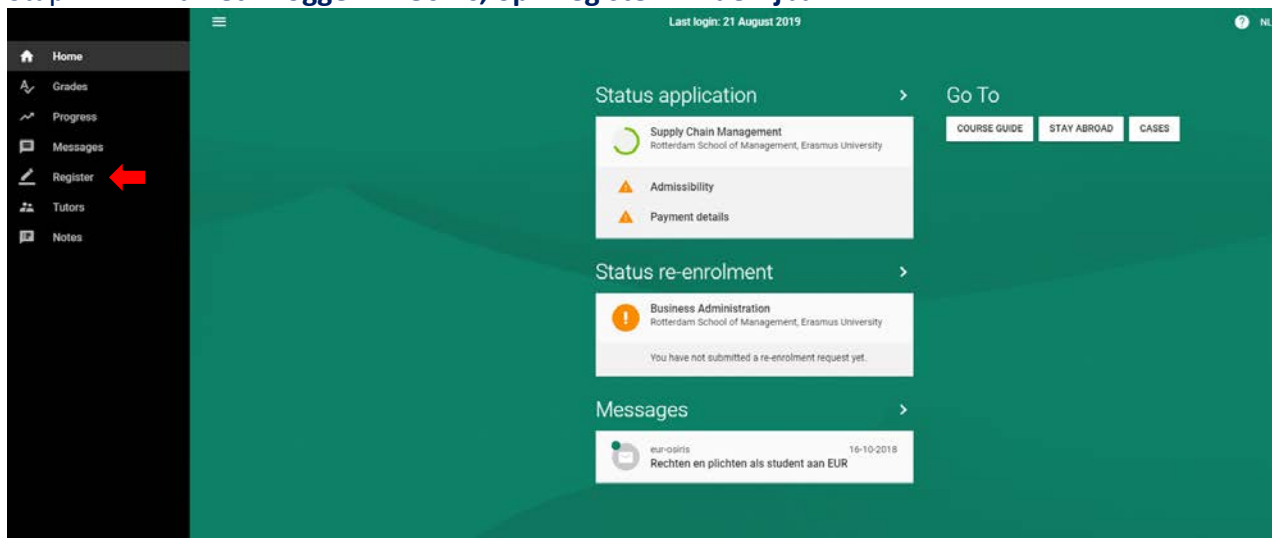 Last login: 21 August 2019
NL
Home
Grades
Progress
Messages
Register
Tutors
Notes
Status application
Supply Chain Management
Rotterdam School of Management, Erasmus University
Admissibility
Payment details
Go To
COURSE GUIDE STAY ABROAD CASES
Status re-enrolment
Business Administration
Rotterdam School of Management, Erasmus University
You have not submitted a re-enrolment request yet.
Messages
eur-osiris 16-10-2018
Rechten en plichten als student aan EUR